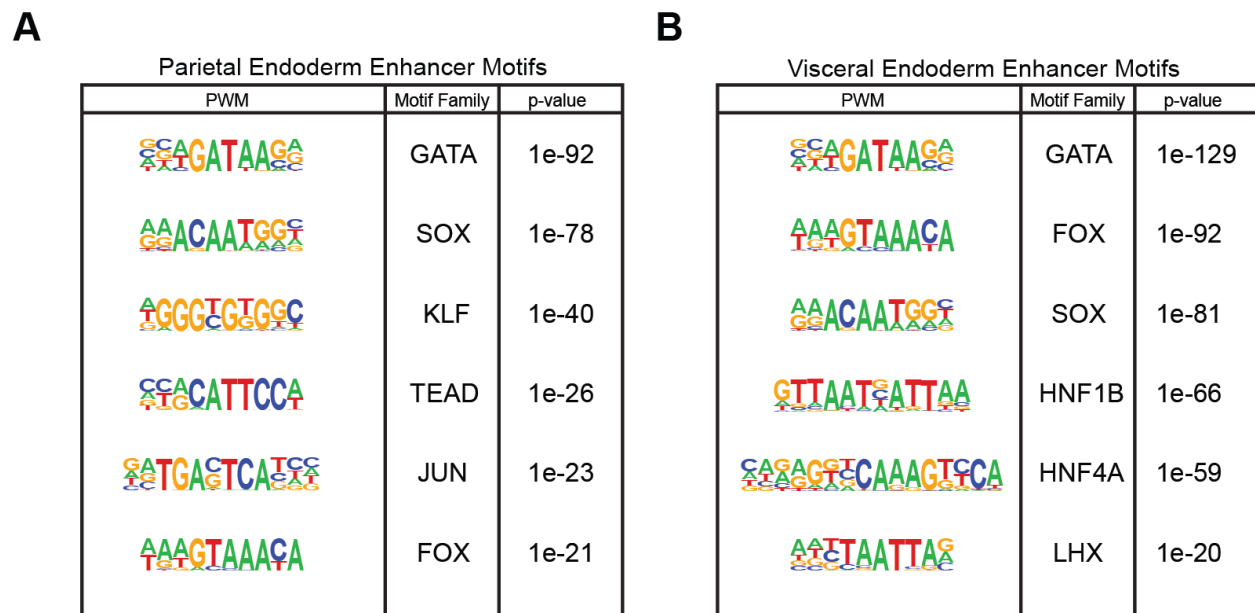 A
Parietal Endoderm Enhancer Motifs
PWM Motif Family p-value
GATA 1e-92
SOX 1e-78
KLF 1e-40
TEAD 1e-26
JUN 1e-23
FOX 1e-21
B
Visceral Endoderm Enhancer Motifs
PWM Motif Family p-value
GATA 1e-129
FOX 1e-92
SOX 1e-81
HNF1B 1e-66
HNF4A 1e-59
LHX 1e-20